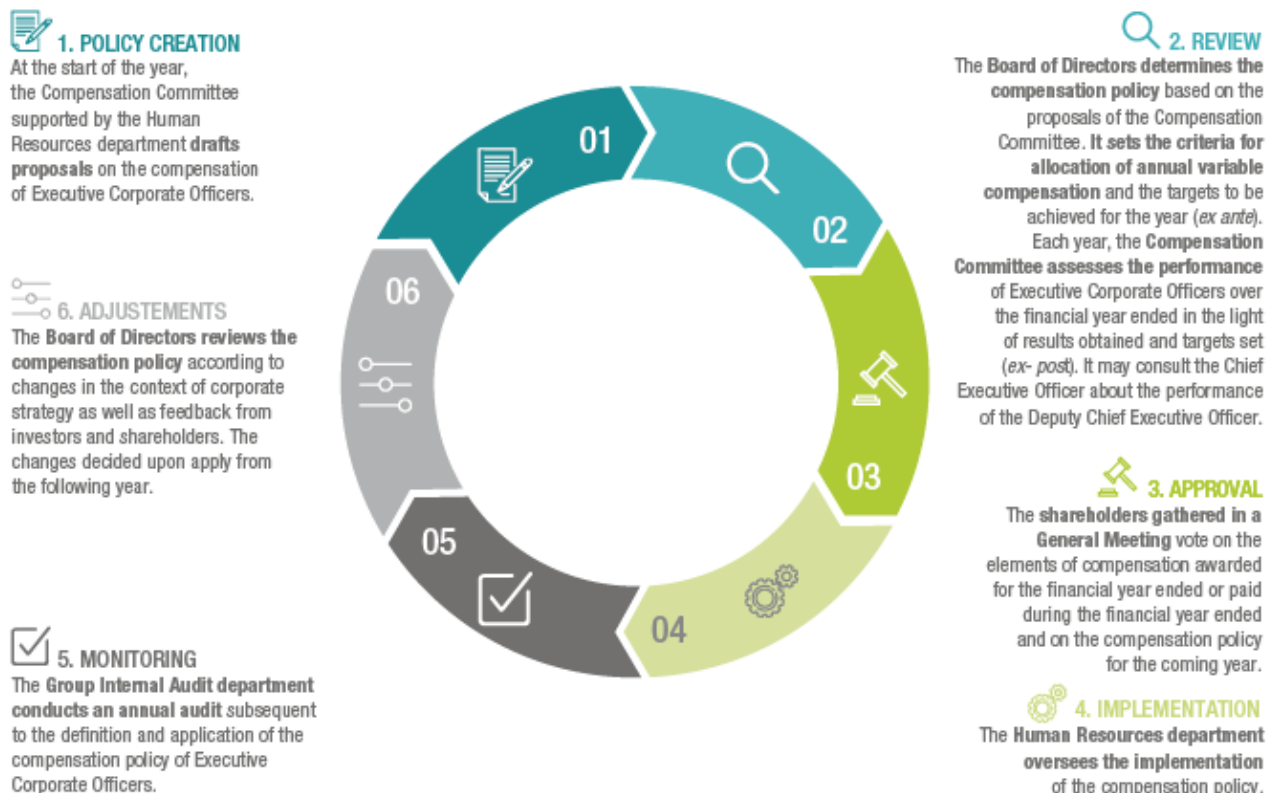 1. POLICY CREATION
At the start of the year,
the Compensation Committee
supported by the Human
Resources department drafts
proposals on the compensation
of Executive Corporate Officers.
2. REVIEW
The Board of Directors determines the
compensation policy based on the
proposals of the Compensation
Committee. It sets the criteria for
allocation of annual variable
compensation and the targets to be
achieved for the year (ex ante).
Each year, the Compensation
Committee assesses the performance
of Executive Corporate Officers over
the financial year ended in the light
of results obtained and targets set
(ex- post). It may consult the Chief
Executive Officer about the performance
of the Deputy Chief Executive Officer.
3. APPROVAL
The shareholders gathered in a
General Meeting vote on the
elements of compensation awarded
for the financial year ended or paid
during the financial year ended
and on the compensation policy
for the coming year.
4. IMPLEMENTATION
The Human Resources department
oversees the implementation
of the compensation policy.
5. MONITORING
The Group Internal Audit department
conducts an annual audit subsequent
to the definition and application of the
compensation policy of Executive
Corporate Officers.
6. ADJUSTEMENTS
The Board of Directors reviews the
compensation policy according to
changes in the context of corporate
strategy as well as feedback from
investors and shareholders. The
changes decided upon apply from
the following year.
01
02
03
04
05
06